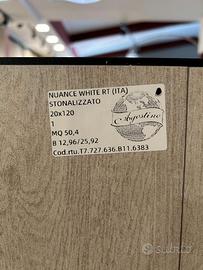 NUANCE WHITE RT (ITA)
STONALIZZATO
20x120
1
MQ 50,4
B 12,96/25,92
Cod.rtu.T7.727.636.B11.6383
D'Agostino
subito